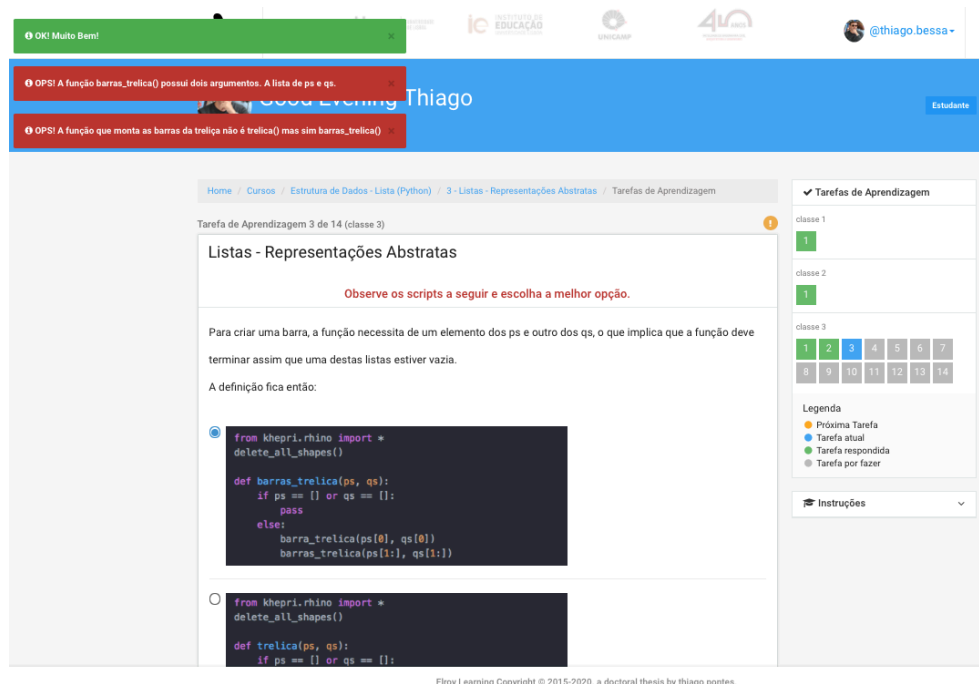 OK! Muito Bem! ×
INSTITUTO DE
EDUCAÇÃO
UNICAMP
40 ANOS
@thiago.bessa
OPS! A função barras_trelica() possui dois argumentos. A lista de ps e qs. ×
Good Evening Thiago
Estudante
OPS! A função que monta as barras da treliça não é trelica() mas sim barras_trelica() ×
Home / Cursos / Estrutura de Dados - Lista (Python) / 3 - Listas - Representações Abstratas / Tarefas de Aprendizagem
Tarefa de Aprendizagem 3 de 14 (classe 3)
Listas - Representações Abstratas
Observe os scripts a seguir e escolha a melhor opção.
Para criar uma barra, a função necessita de um elemento dos ps e outro dos qs, o que implica que a função deve
terminar assim que uma destas listas estiver vazia.
A definição fica então:
from khepri.rhino import *
delete_all_shapes()
def barras_trelica(ps, qs):
if ps == [] or qs == []:
pass
else:
barra_trelica(ps[0], qs[0])
barras_trelica(ps[1:], qs[1:])
from khepri.rhino import *
delete_all_shapes()
def trelica(ps, qs):
if ps == [] or qs == []:
Tarefas de Aprendizagem
classe 1
1
classe 2
1
classe 3
1 2 3 4 5 6 7
8 9 10 11 12 13 14
Legenda
Próxima Tarefa
Tarefa atual
Tarefa respondida
Tarefa por fazer
Instruções
Elroy Learning Copyright © 2015-2020, a doctoral thesis by thiago pontes.